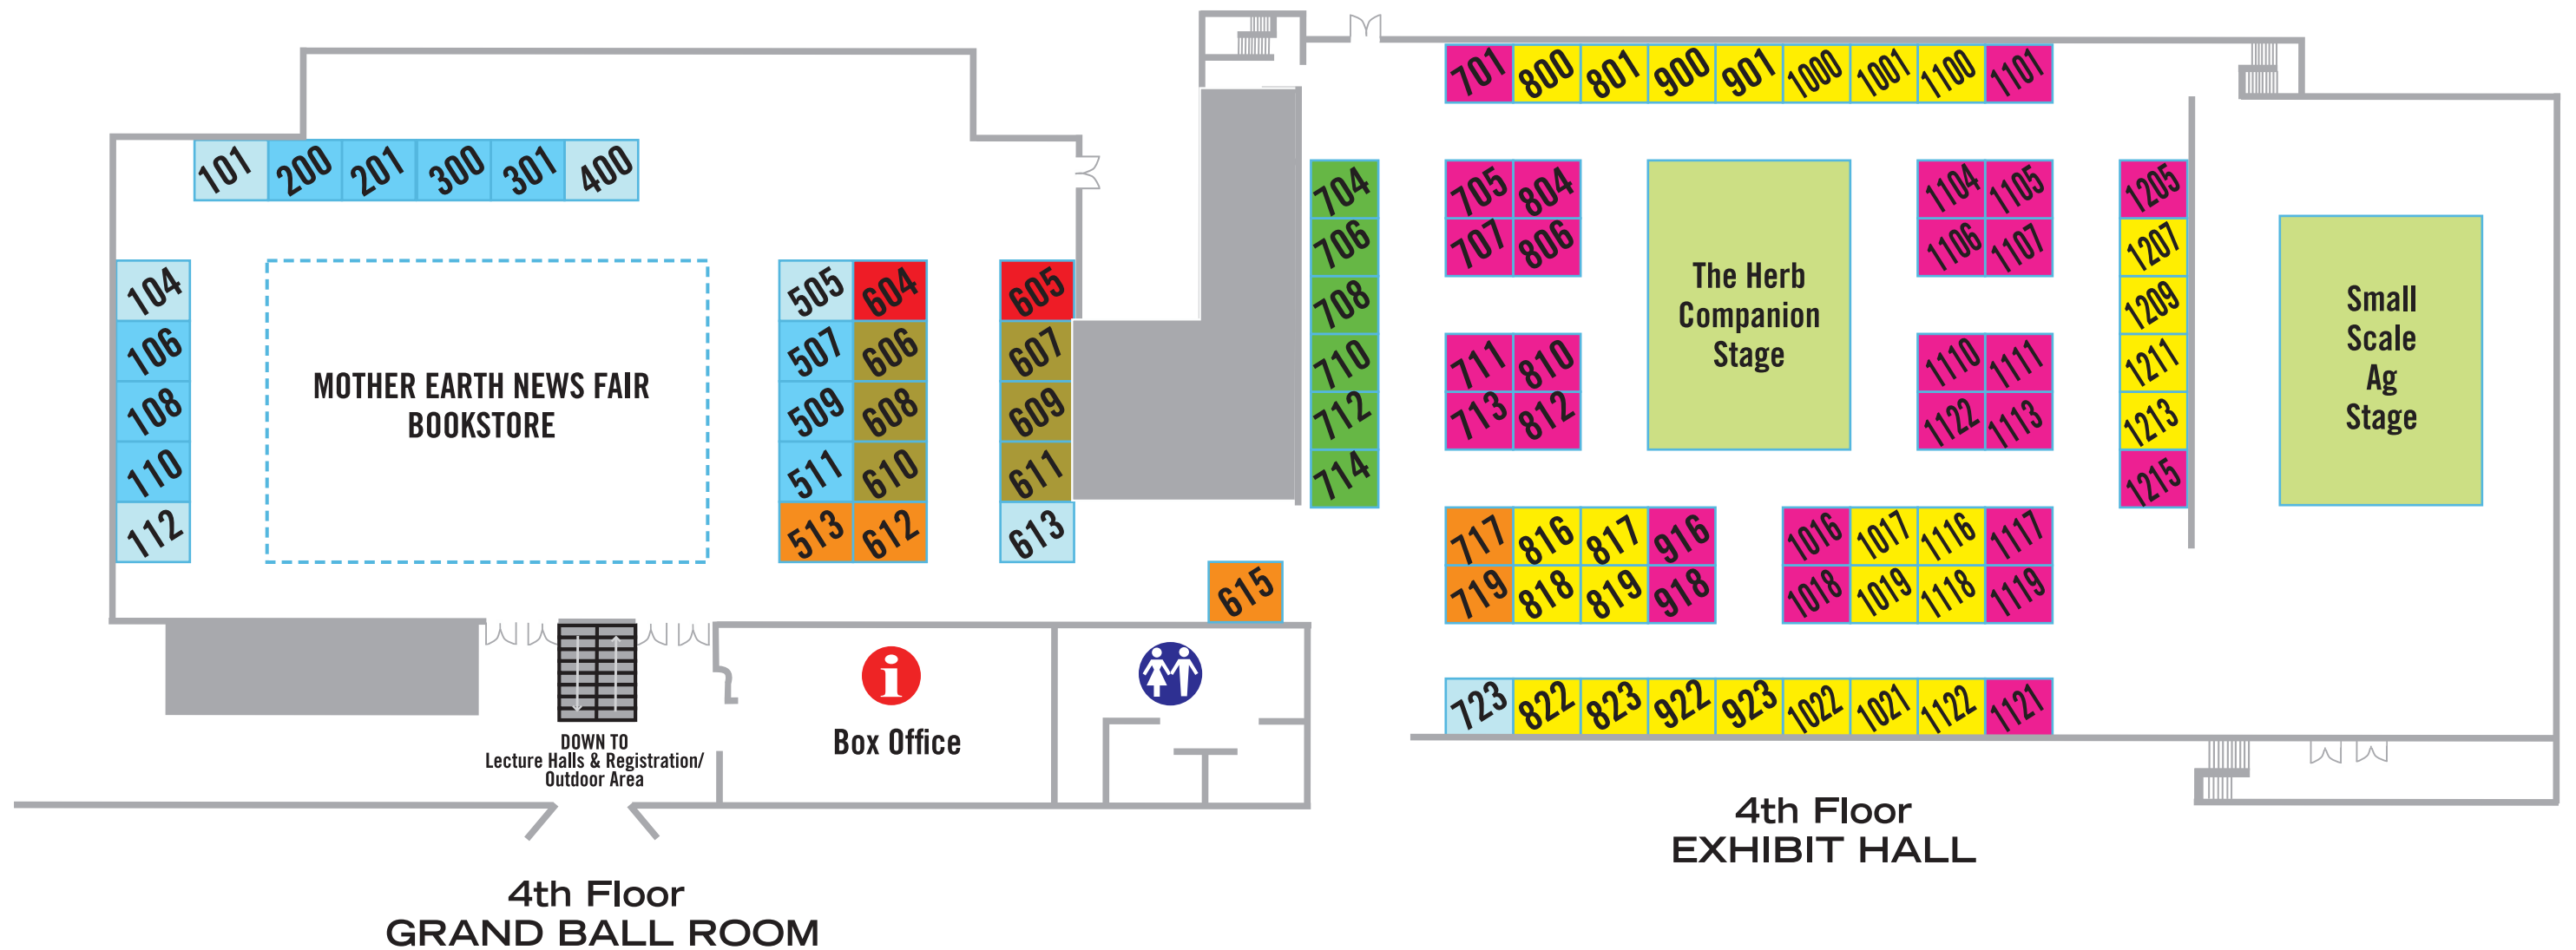 701 800 801 900 901 1000 1001 1100 1101
101 200 201 300 301 400
704 705 804 1104 1105 1205
706 707 806 1106 1107 1207
708 1209
710 711 810 1110 1111 1211
712 713 812 1122 1113 1213
714 1215
The Herb
Companion
Stage
Small
Scale
Ag
Stage
104 505 604 605
106 507 606 607
108 509 608 609
110 511 610 611
112 513 612 613
MOTHER EARTH NEWS FAIR
BOOKSTORE
615
717 816 817 916 1016 1017 1116 1117
719 818 819 918 1018 1019 1118 1119
723 822 823 922 923 1022 1021 1122 1121
i
Box Office
DOWN TO
Lecture Halls & Registration/
Outdoor Area
4th Floor
EXHIBIT HALL
4th Floor
GRAND BALL ROOM